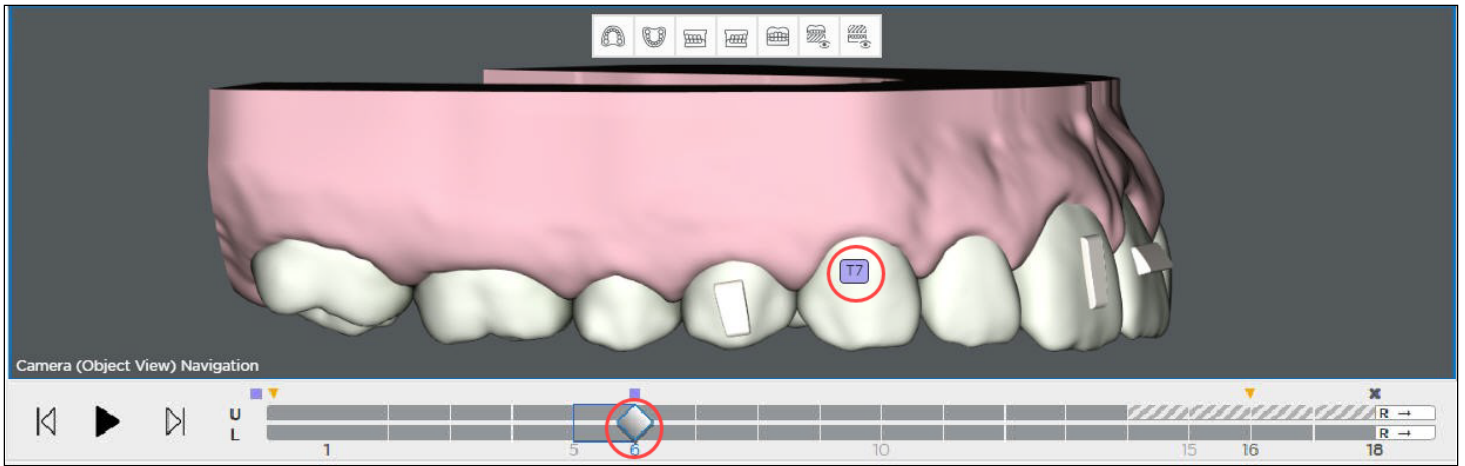 T7
Camera (Object View) Navigation
U
R →
L
R →
1 5 6 10 15 16 18